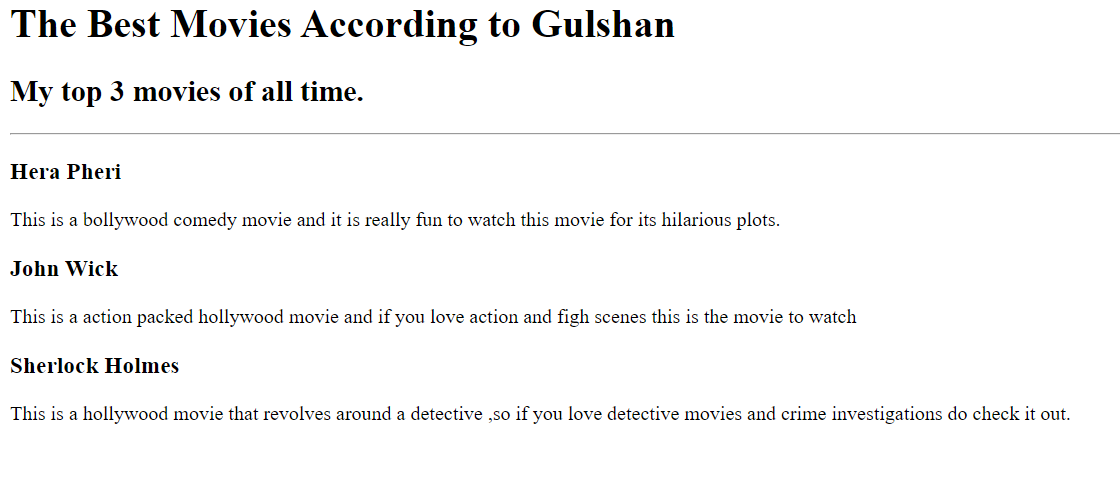 The Best Movies According to Gulshan
My top 3 movies of all time.
Hera Pheri
This is a bollywood comedy movie and it is really fun to watch this movie for its hilarious plots.
John Wick
This is a action packed hollywood movie and if you love action and figh scenes this is the movie to watch
Sherlock Holmes
This is a hollywood movie that revolves around a detective ,so if you love detective movies and crime investigations do check it out.